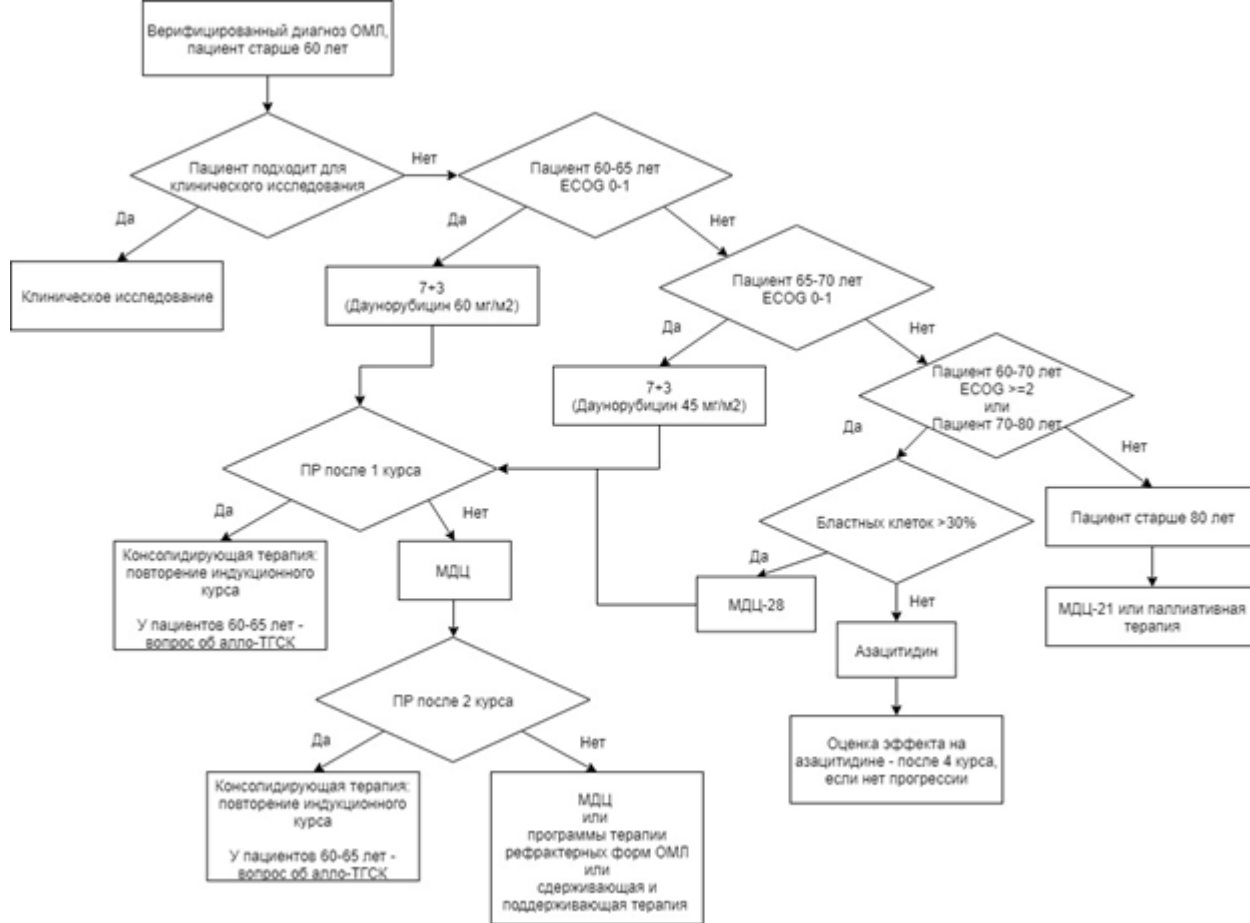 Верифицированный диагноз ОМЛ,
пациент старше 60 лет
Пациент подходит для
клинического исследования
Нет
Пациент 60-65 лет
ECOG 0-1
Да
Да
Нет
Клиническое исследование
7+3
(Даунорубицин 60 мг/м2)
Пациент 65-70 лет
ECOG 0-1
Да
Нет
7+3
(Даунорубицин 45 мг/м2)
Пациент 60-70 лет
ECOG >=2
или
Пациент 70-80 лет
Да
Нет
ПР после 1 курса
Да
Нет
Бластных клеток >30%
Да
Нет
Пациент старше 80 лет
Консолидирующая терапия:
повторение индукционного
курса
У пациентов 60-65 лет -
вопрос об алло-ТГСК
МДЦ
МДЦ-28
МДЦ-21 или паллиативная
терапия
Азацитидин
ПР после 2 курса
Да
Нет
Оценка эффекта на
азацитидине - после 4 курса,
если нет прогрессии
Консолидирующая терапия:
повторение индукционного
курса
У пациентов 60-65 лет -
вопрос об алло-ТГСК
МДЦ
или
программы терапии
рефрактерных форм ОМЛ
или
сдерживающая и
поддерживающая терапия